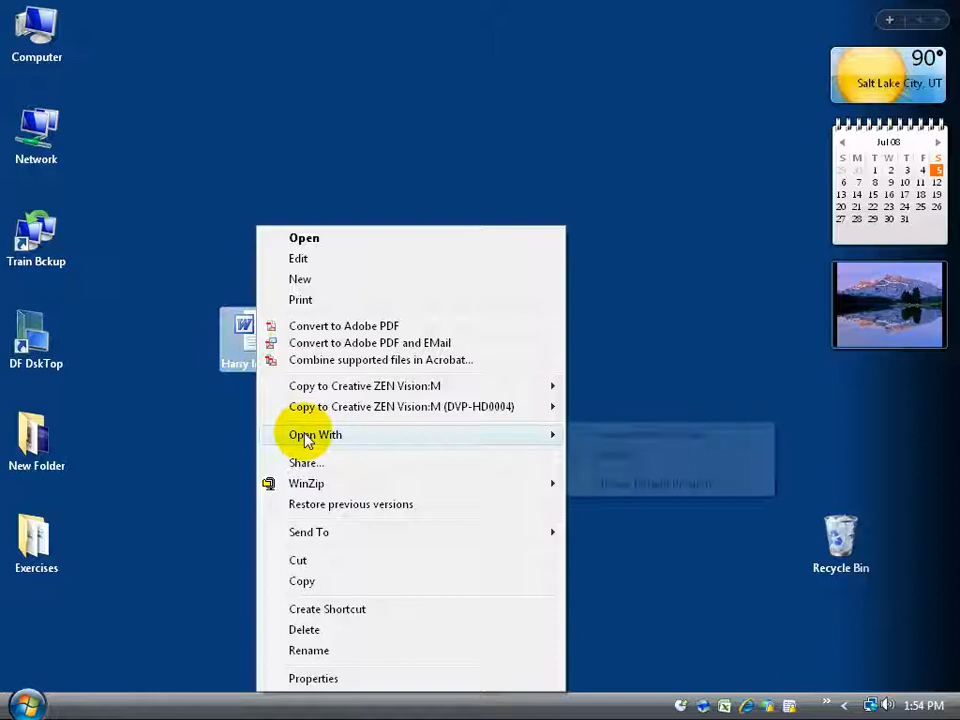 Computer
Network
Train Bckup
DF DskTop
New Folder
Exercises
Harry
Open
Edit
New
Print
Convert to Adobe PDF
Convert to Adobe PDF and EMail
Combine supported files in Acrobat...
Copy to Creative ZEN Vision:M
Copy to Creative ZEN Vision:M (DVP-HD0004)
Open With
Share...
WinZip
Restore previous versions
Send To
Cut
Copy
Create Shortcut
Delete
Rename
Properties
90°
Salt Lake City, UT
Jul 08
S M T W T F S
29 30 1 2 3 4 5
6 7 8 9 10 11 12
13 14 15 16 17 18 19
20 21 22 23 24 25 26
27 28 29 30 31
Recycle Bin
1:54 PM